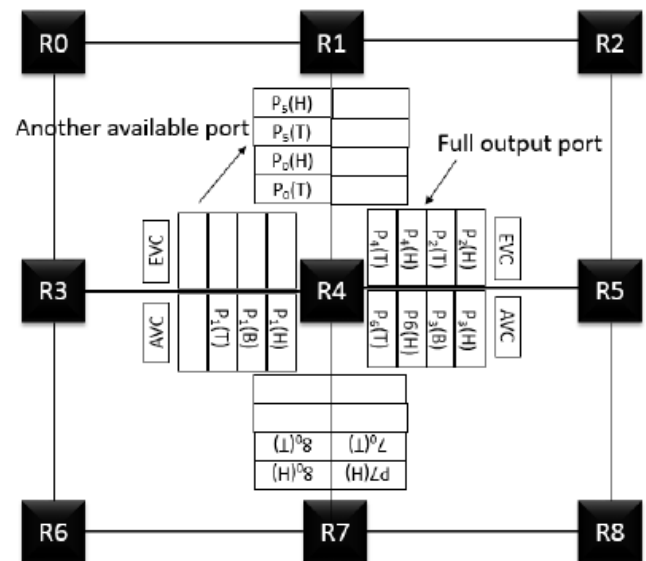 R0
R1
R2
P₅(H)
Another available port
P₅(T)
Full output port
P₀(H)
P₀(T)
EVC
P₄(T)
P₄(H)
P₂(T)
P₂(H)
EVC
R3
R4
R5
AVC
P₁(T)
P₁(B)
P₁(H)
P₆(T)
P6(H)
P₃(B)
P₃(H)
AVC
P₈(T)
P₇(T)
P₈(H)
P7(H)
R6
R7
R8